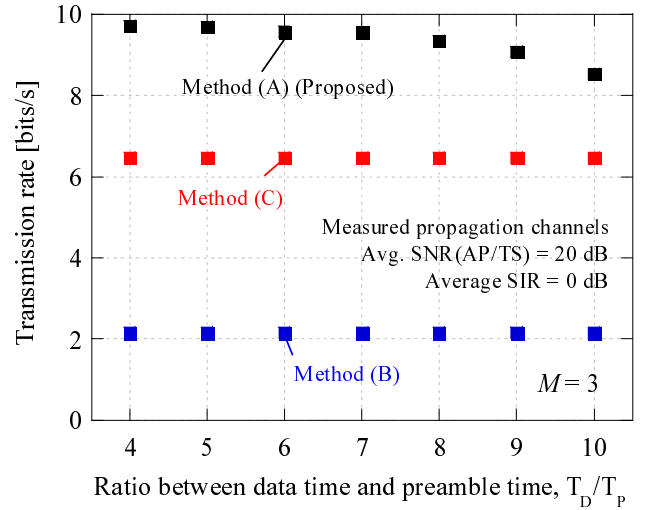 10
8
6
4
2
0
Transmission rate [bits/s]
Method (A) (Proposed)
Method (C)
Measured propagation channels
Avg. SNR(AP/TS) = 20 dB
Average SIR = 0 dB
Method (B)
M = 3
4 5 6 7 8 9 10
Ratio between data time and preamble time, T_D/T_P